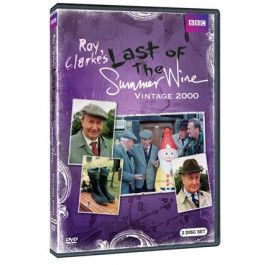 BBC
Roy
Clarke's
Last of
The
Summer Wine
VINTAGE 2000
2 DISC SET
DVD